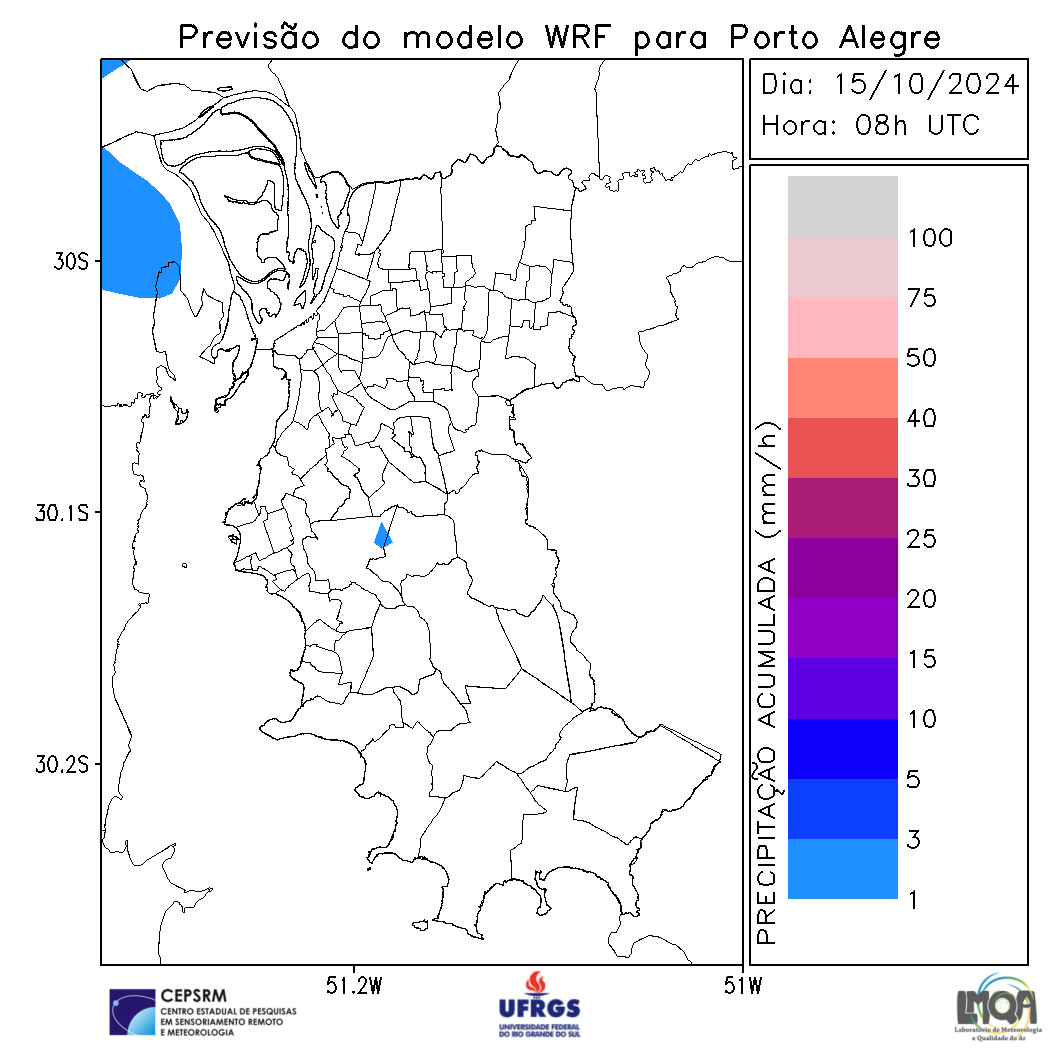 Previsão do modelo WRF para Porto Alegre
Dia: 15/10/2024
Hora: 08h UTC
30S
30.1S
30.2S
51.2W
51W
PRECIPITAÇÃO ACUMULADA (mm/h)
100
75
50
40
30
25
20
15
10
5
3
1
CEPSRM
CENTRO ESTADUAL DE PESQUISAS
EM SENSORIAMENTO REMOTO
E METEOROLOGIA
UFRGS
UNIVERSIDADE FEDERAL
DO RIO GRANDE DO SUL
LMQA
Laboratório de Meteorologia
e Qualidade do Ar